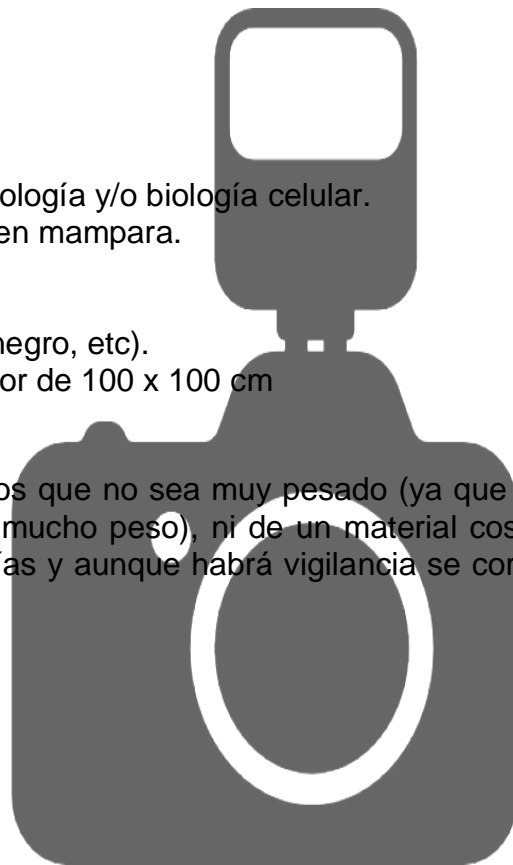 ología y/o biología celular.
en mampara.
negro, etc).
or de 100 x 100 cm
os que no sea muy pesado (ya que
mucho peso), ni de un material cos
ías y aunque habrá vigilancia se cor